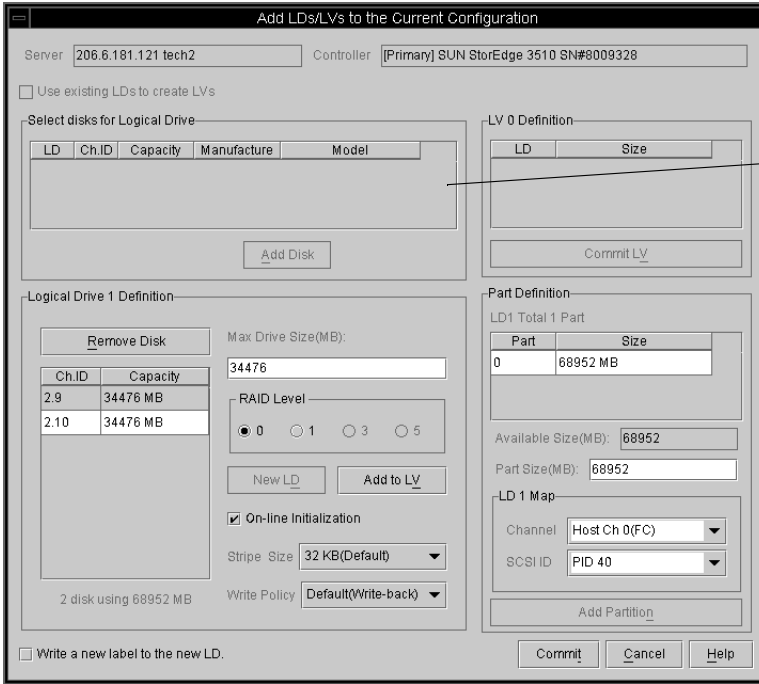 Add LDs/LVs to the Current Configuration
Server 206.6.181.121 tech2 Controller [Primary] SUN StorEdge 3510 SN#8009328
Use existing LDs to create LVs
Select disks for Logical Drive
LD Ch.ID Capacity Manufacture Model
Add Disk
LV 0 Definition
LD Size
Commit LV
Logical Drive 1 Definition
Remove Disk
Ch.ID Capacity
2.9 34476 MB
2.10 34476 MB
2 disk using 68952 MB
Max Drive Size(MB):
34476
RAID Level
0 1 3 5
New LD Add to LV
On-line Initialization
Stripe Size 32 KB(Default)
Write Policy Default(Write-back)
Part Definition
LD1 Total 1 Part
Part Size
0 68952 MB
Available Size(MB): 68952
Part Size(MB): 68952
LD 1 Map
Channel Host Ch 0(FC)
SCSI ID PID 40
Add Partition
Write a new label to the new LD.
Commit Cancel Help